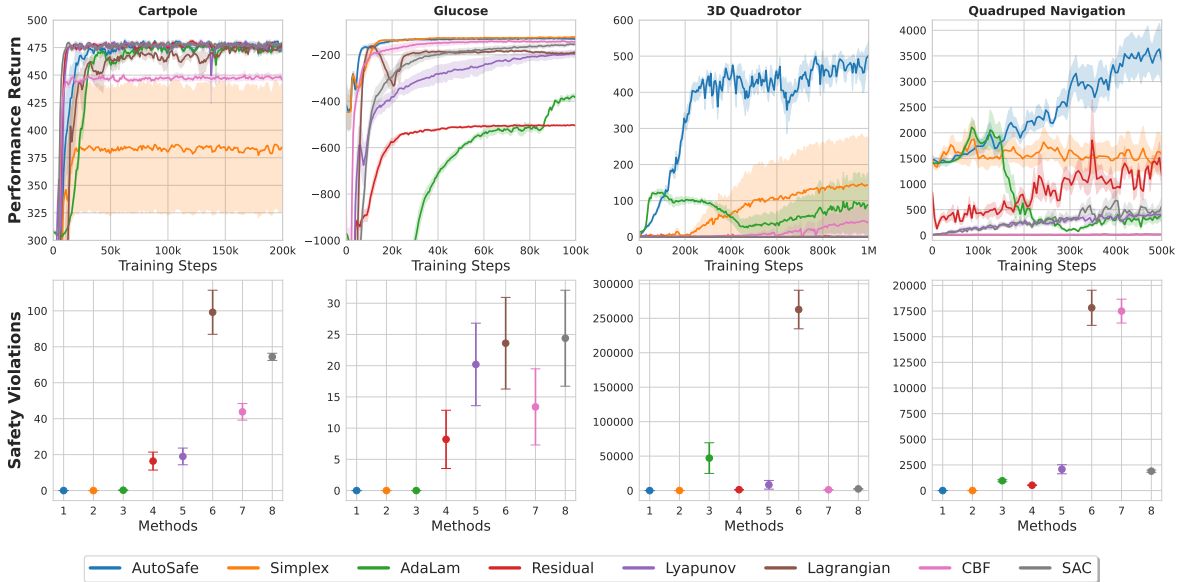 Cartpole
Glucose
3D Quadrotor
Quadruped Navigation
Performance Return
500
475
450
425
400
375
350
325
300
0 50k 100k 150k 200k
Training Steps
−200
−400
−600
−800
−1000
0 20k 40k 60k 80k 100k
Training Steps
600
500
400
300
200
100
0
0 200k 400k 600k 800k 1M
Training Steps
4000
3500
3000
2500
2000
1500
1000
500
0
0 100k 200k 300k 400k 500k
Training Steps
Safety Violations
100
80
60
40
20
0
1 2 3 4 5 6 7 8
Methods
30
25
20
15
10
5
0
1 2 3 4 5 6 7 8
Methods
300000
250000
200000
150000
100000
50000
0
1 2 3 4 5 6 7 8
Methods
20000
17500
15000
12500
10000
7500
5000
2500
0
1 2 3 4 5 6 7 8
Methods
AutoSafe Simplex AdaLam Residual Lyapunov Lagrangian CBF SAC